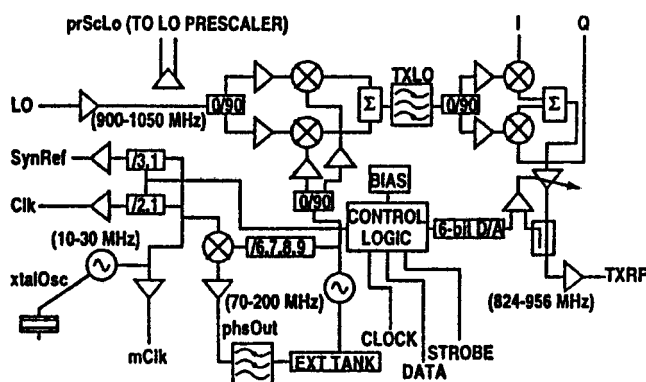 prScLo (TO LO PRESCALER)
I Q
TXLO
LO
(900-1050 MHz)
0/90
Σ
0/90
Σ
SynRef
/3,1
Clk
/2,1
0/90
BIAS
CONTROL
LOGIC
6-bit D/A
(10-30 MHz)
/6,7,8,9
xtalOsc
(70-200 MHz)
(824-956 MHz)
TXRF
mClk
phsOut
EXT TANK
CLOCK
DATA
STROBE